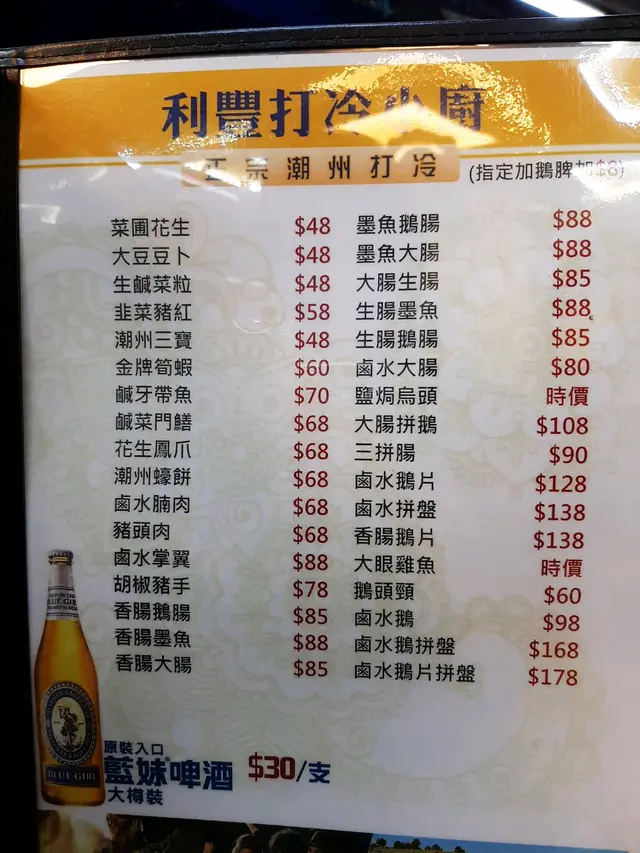 利豐打冷小廚
正宗潮州打冷
(指定加鵝脾加$8)
菜圃花生 $48
大豆豆卜 $48
生鹹菜粒 $48
韭菜豬紅 $58
潮州三寶 $48
金牌筍蝦 $60
鹹牙帶魚 $70
鹹菜門鱔 $68
花生鳳爪 $68
潮州蠔餅 $68
鹵水腩肉 $68
豬頭肉 $68
鹵水掌翼 $88
胡椒豬手 $78
香腸鵝腸 $85
香腸墨魚 $88
香腸大腸 $85
墨魚鵝腸 $88
墨魚大腸 $88
大腸生腸 $85
生腸墨魚 $88
生腸鵝腸 $85
鹵水大腸 $80
鹽焗烏頭 時價
大腸拼鵝 $108
三拼腸 $90
鹵水鵝片 $128
鹵水拼盤 $138
香腸鵝片 $138
大眼雞魚 時價
鵝頭頸 $60
鹵水鵝 $98
鹵水鵝拼盤 $168
鹵水鵝片拼盤 $178
BLUE GIRL
原裝入口
藍妹啤酒 $30/支
大樽裝